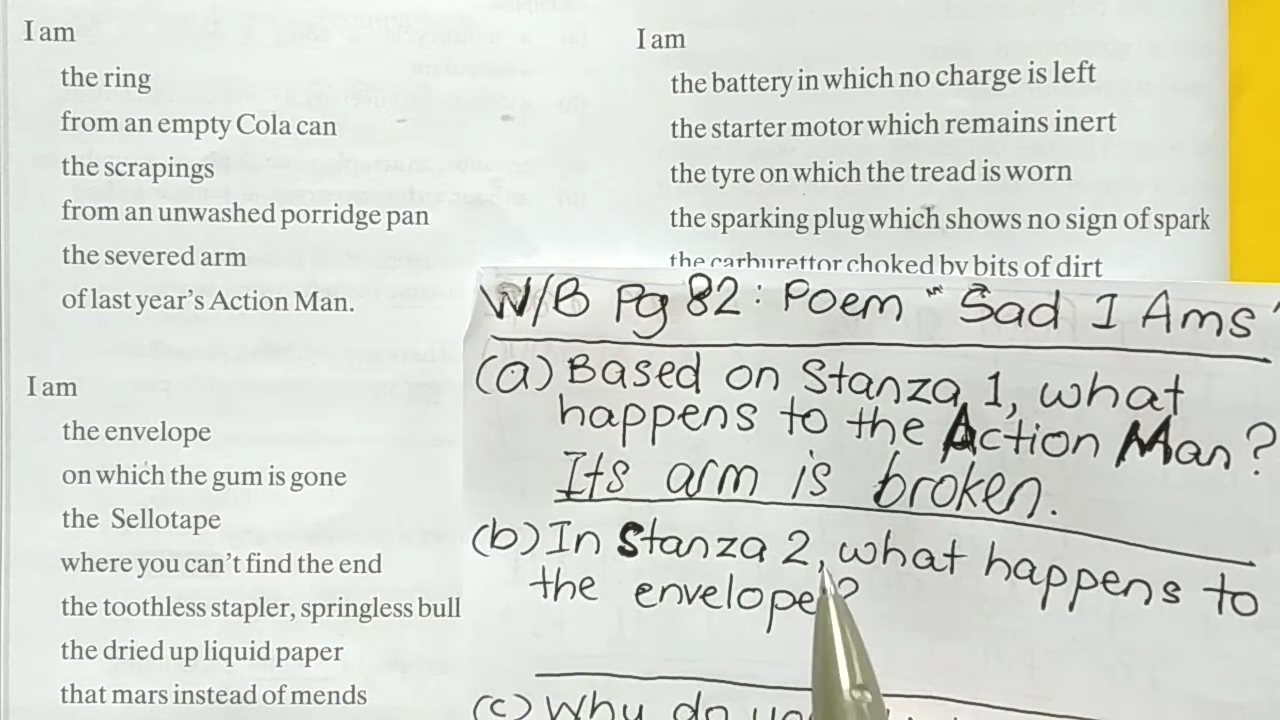 I am
the ring
from an empty Cola can
the scrapings
from an unwashed porridge pan
the severed arm
of last year's Action Man.
I am
the envelope
on which the gum is gone
the Sellotape
where you can't find the end
the toothless stapler, springless bull
the dried up liquid paper
that mars instead of mends
I am
the battery in which no charge is left
the starter motor which remains inert
the tyre on which the tread is worn
the sparking plug which shows no sign of spark
the carburettor choked by bits of dirt
W/B Pg 82: Poem "Sad I Ams"
(a) Based on Stanza 1, what
happens to the Action Man?
Its arm is broken.
(b) In Stanza 2, what happens to
the envelope?
(c) Why do